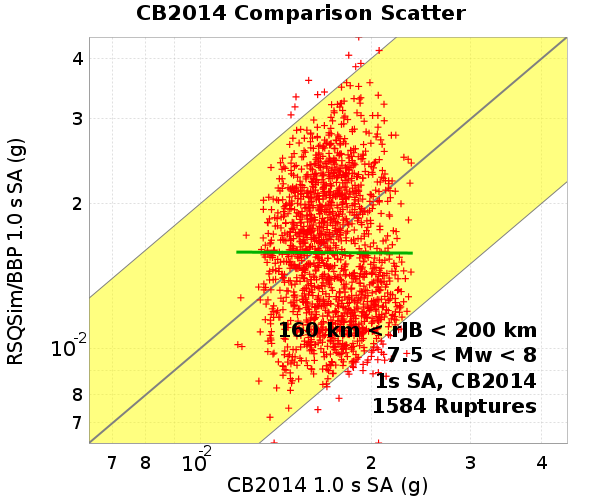 CB2014 Comparison Scatter
RSQSim/BBP 1.0 s SA (g)
4
3
2
10-2
8
7
160 km < rJB < 200 km
7.5 < Mw < 8
1s SA, CB2014
1584 Ruptures
7 8 10-2 2 3 4
CB2014 1.0 s SA (g)